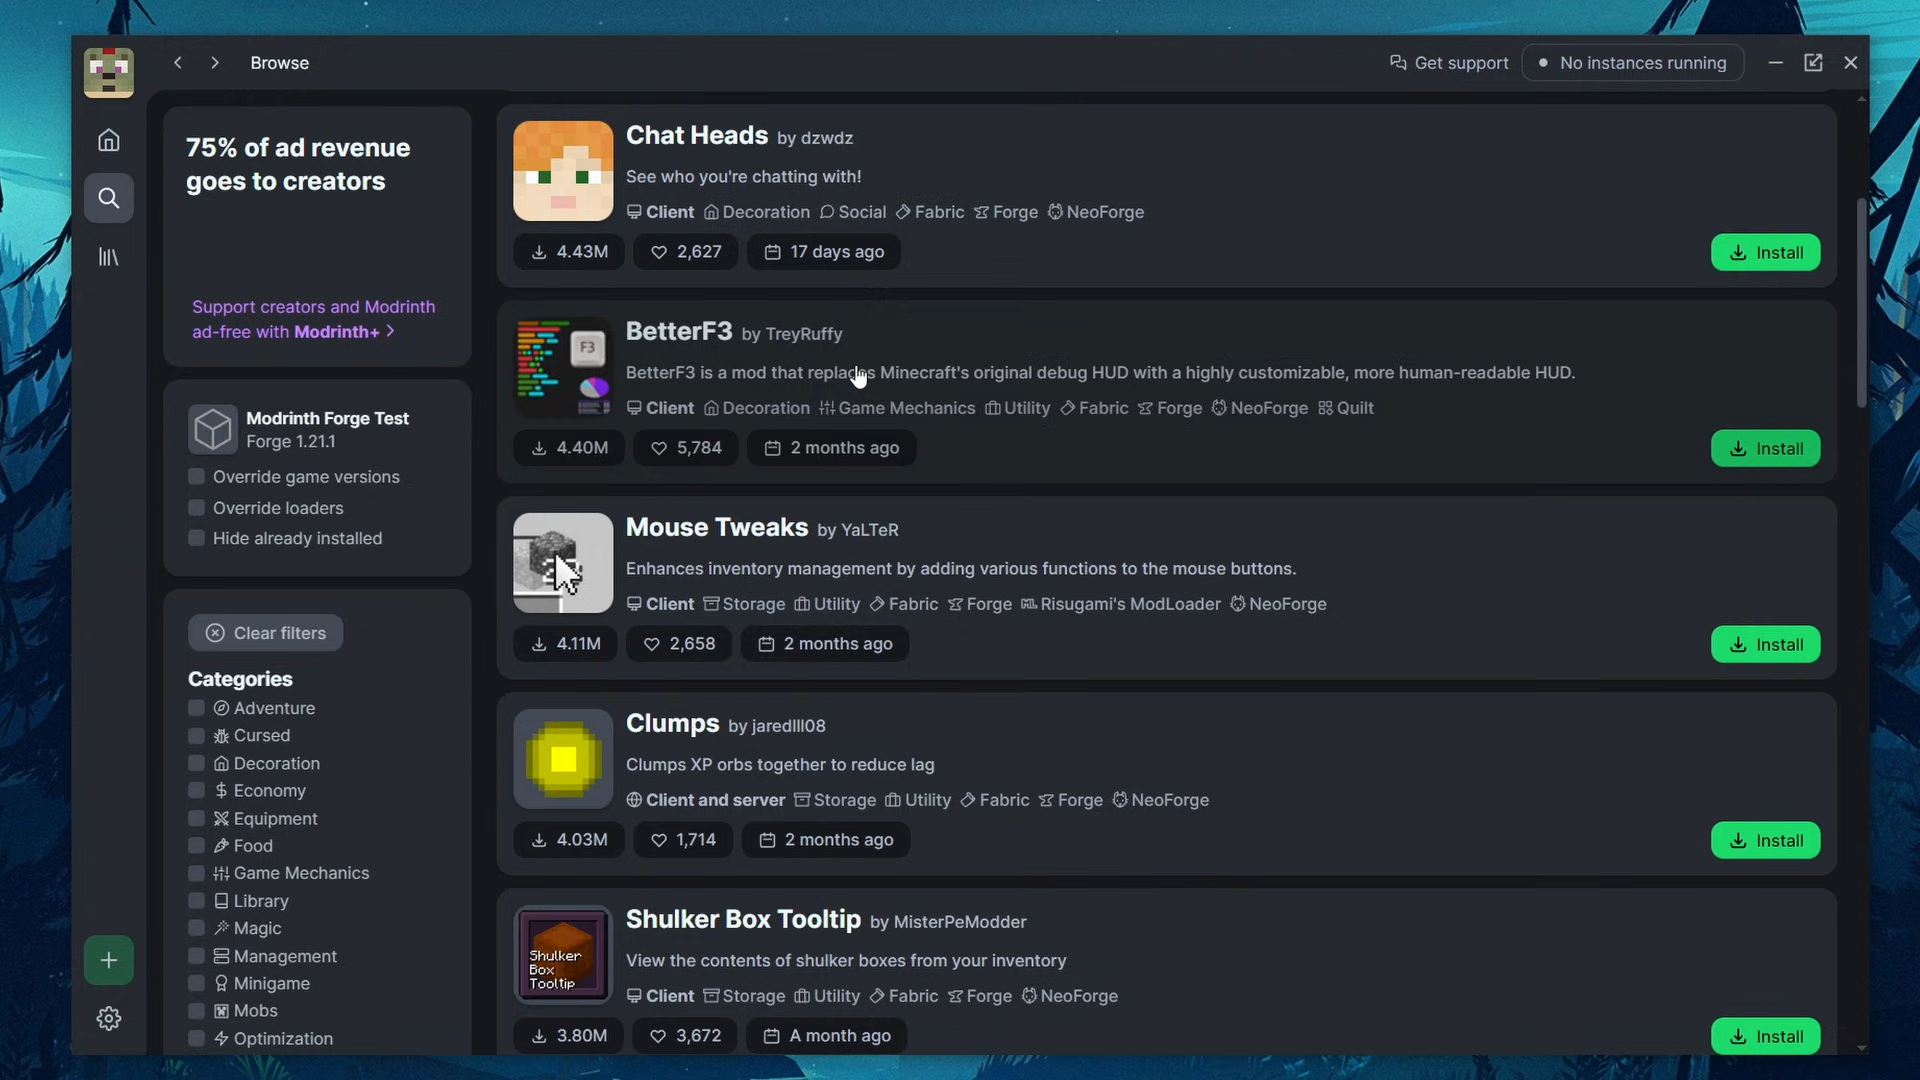 Browse
Get support
No instances running
75% of ad revenue
goes to creators
Support creators and Modrinth
ad-free with Modrinth+ >
Modrinth Forge Test
Forge 1.21.1
Override game versions
Override loaders
Hide already installed
Clear filters
Categories
Adventure
Cursed
Decoration
Economy
Equipment
Food
Game Mechanics
Library
Magic
Management
Minigame
Mobs
Optimization
Chat Heads by dzwdz
See who you're chatting with!
Client Decoration Social Fabric Forge NeoForge
4.43M 2,627 17 days ago
Install
F3
BetterF3 by TreyRuffy
BetterF3 is a mod that replaces Minecraft's original debug HUD with a highly customizable, more human-readable HUD.
Client Decoration Game Mechanics Utility Fabric Forge NeoForge Quilt
4.40M 5,784 2 months ago
Install
Mouse Tweaks by YaLTeR
Enhances inventory management by adding various functions to the mouse buttons.
Client Storage Utility Fabric Forge Risugami's ModLoader NeoForge
4.11M 2,658 2 months ago
Install
Clumps by jaredlll08
Clumps XP orbs together to reduce lag
Client and server Storage Utility Fabric Forge NeoForge
4.03M 1,714 2 months ago
Install
Shulker
Box
Tooltip
Shulker Box Tooltip by MisterPeModder
View the contents of shulker boxes from your inventory
Client Storage Utility Fabric Forge NeoForge
3.80M 3,672 A month ago
Install